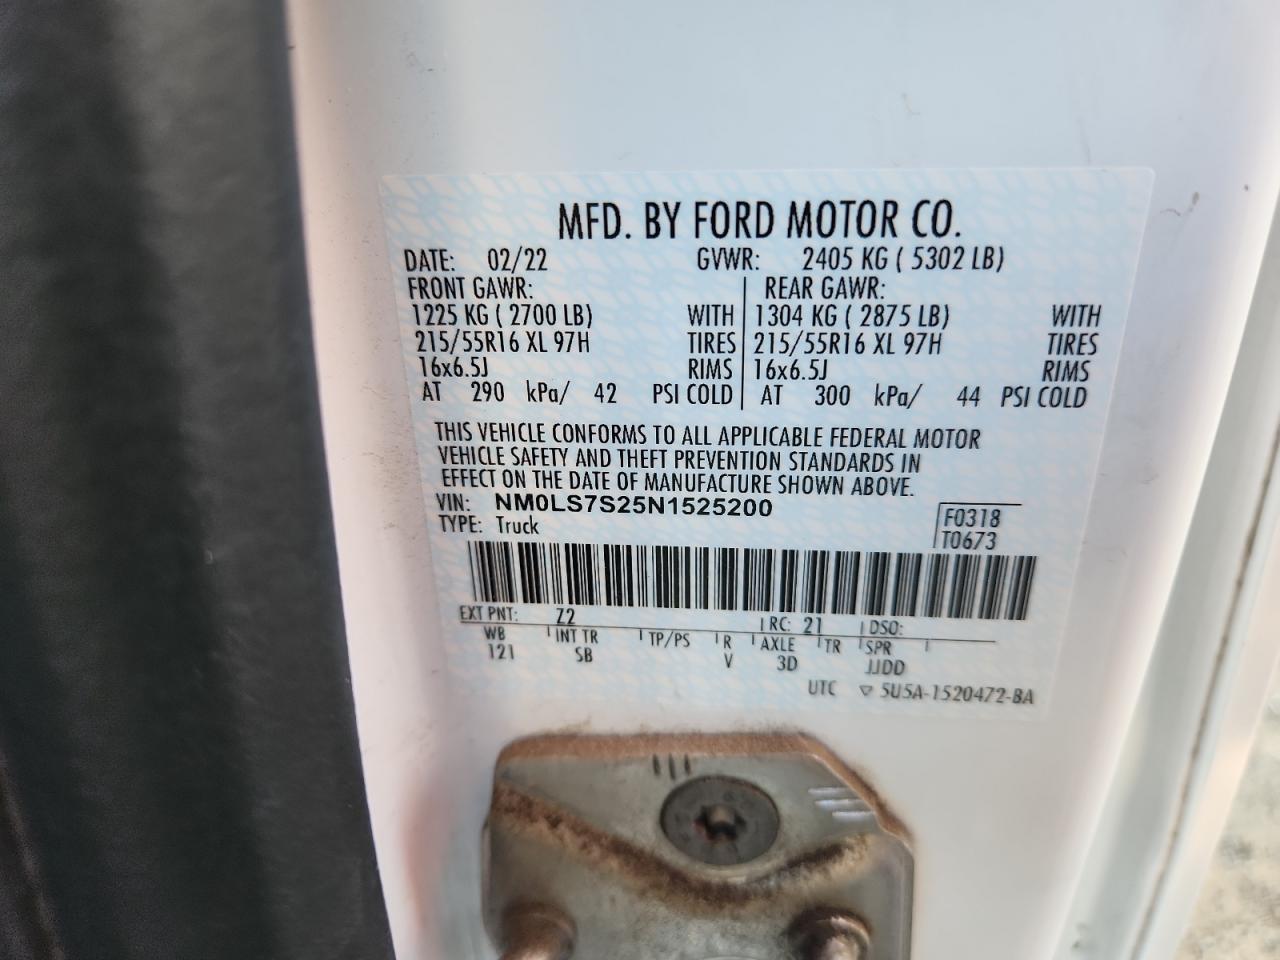 MFD. BY FORD MOTOR CO.
DATE: 02/22 GVWR: 2405 KG ( 5302 LB)
FRONT GAWR: REAR GAWR:
1225 KG ( 2700 LB) WITH 1304 KG ( 2875 LB) WITH
215/55R16 XL 97H TIRES 215/55R16 XL 97H TIRES
16x6.5J RIMS 16x6.5J RIMS
AT 290 kPa/ 42 PSI COLD AT 300 kPa/ 44 PSI COLD
THIS VEHICLE CONFORMS TO ALL APPLICABLE FEDERAL MOTOR
VEHICLE SAFETY AND THEFT PREVENTION STANDARDS IN
EFFECT ON THE DATE OF MANUFACTURE SHOWN ABOVE.
VIN: NM0LS7S25N1525200 F0318
TYPE: Truck T0673
EXT PNT: Z2 RC: 21 DSO:
WB INT TR TP/PS R AXLE TR SPR
121 SB V 3D JJDD
UTC ▽ 5U5A-1520472-BA